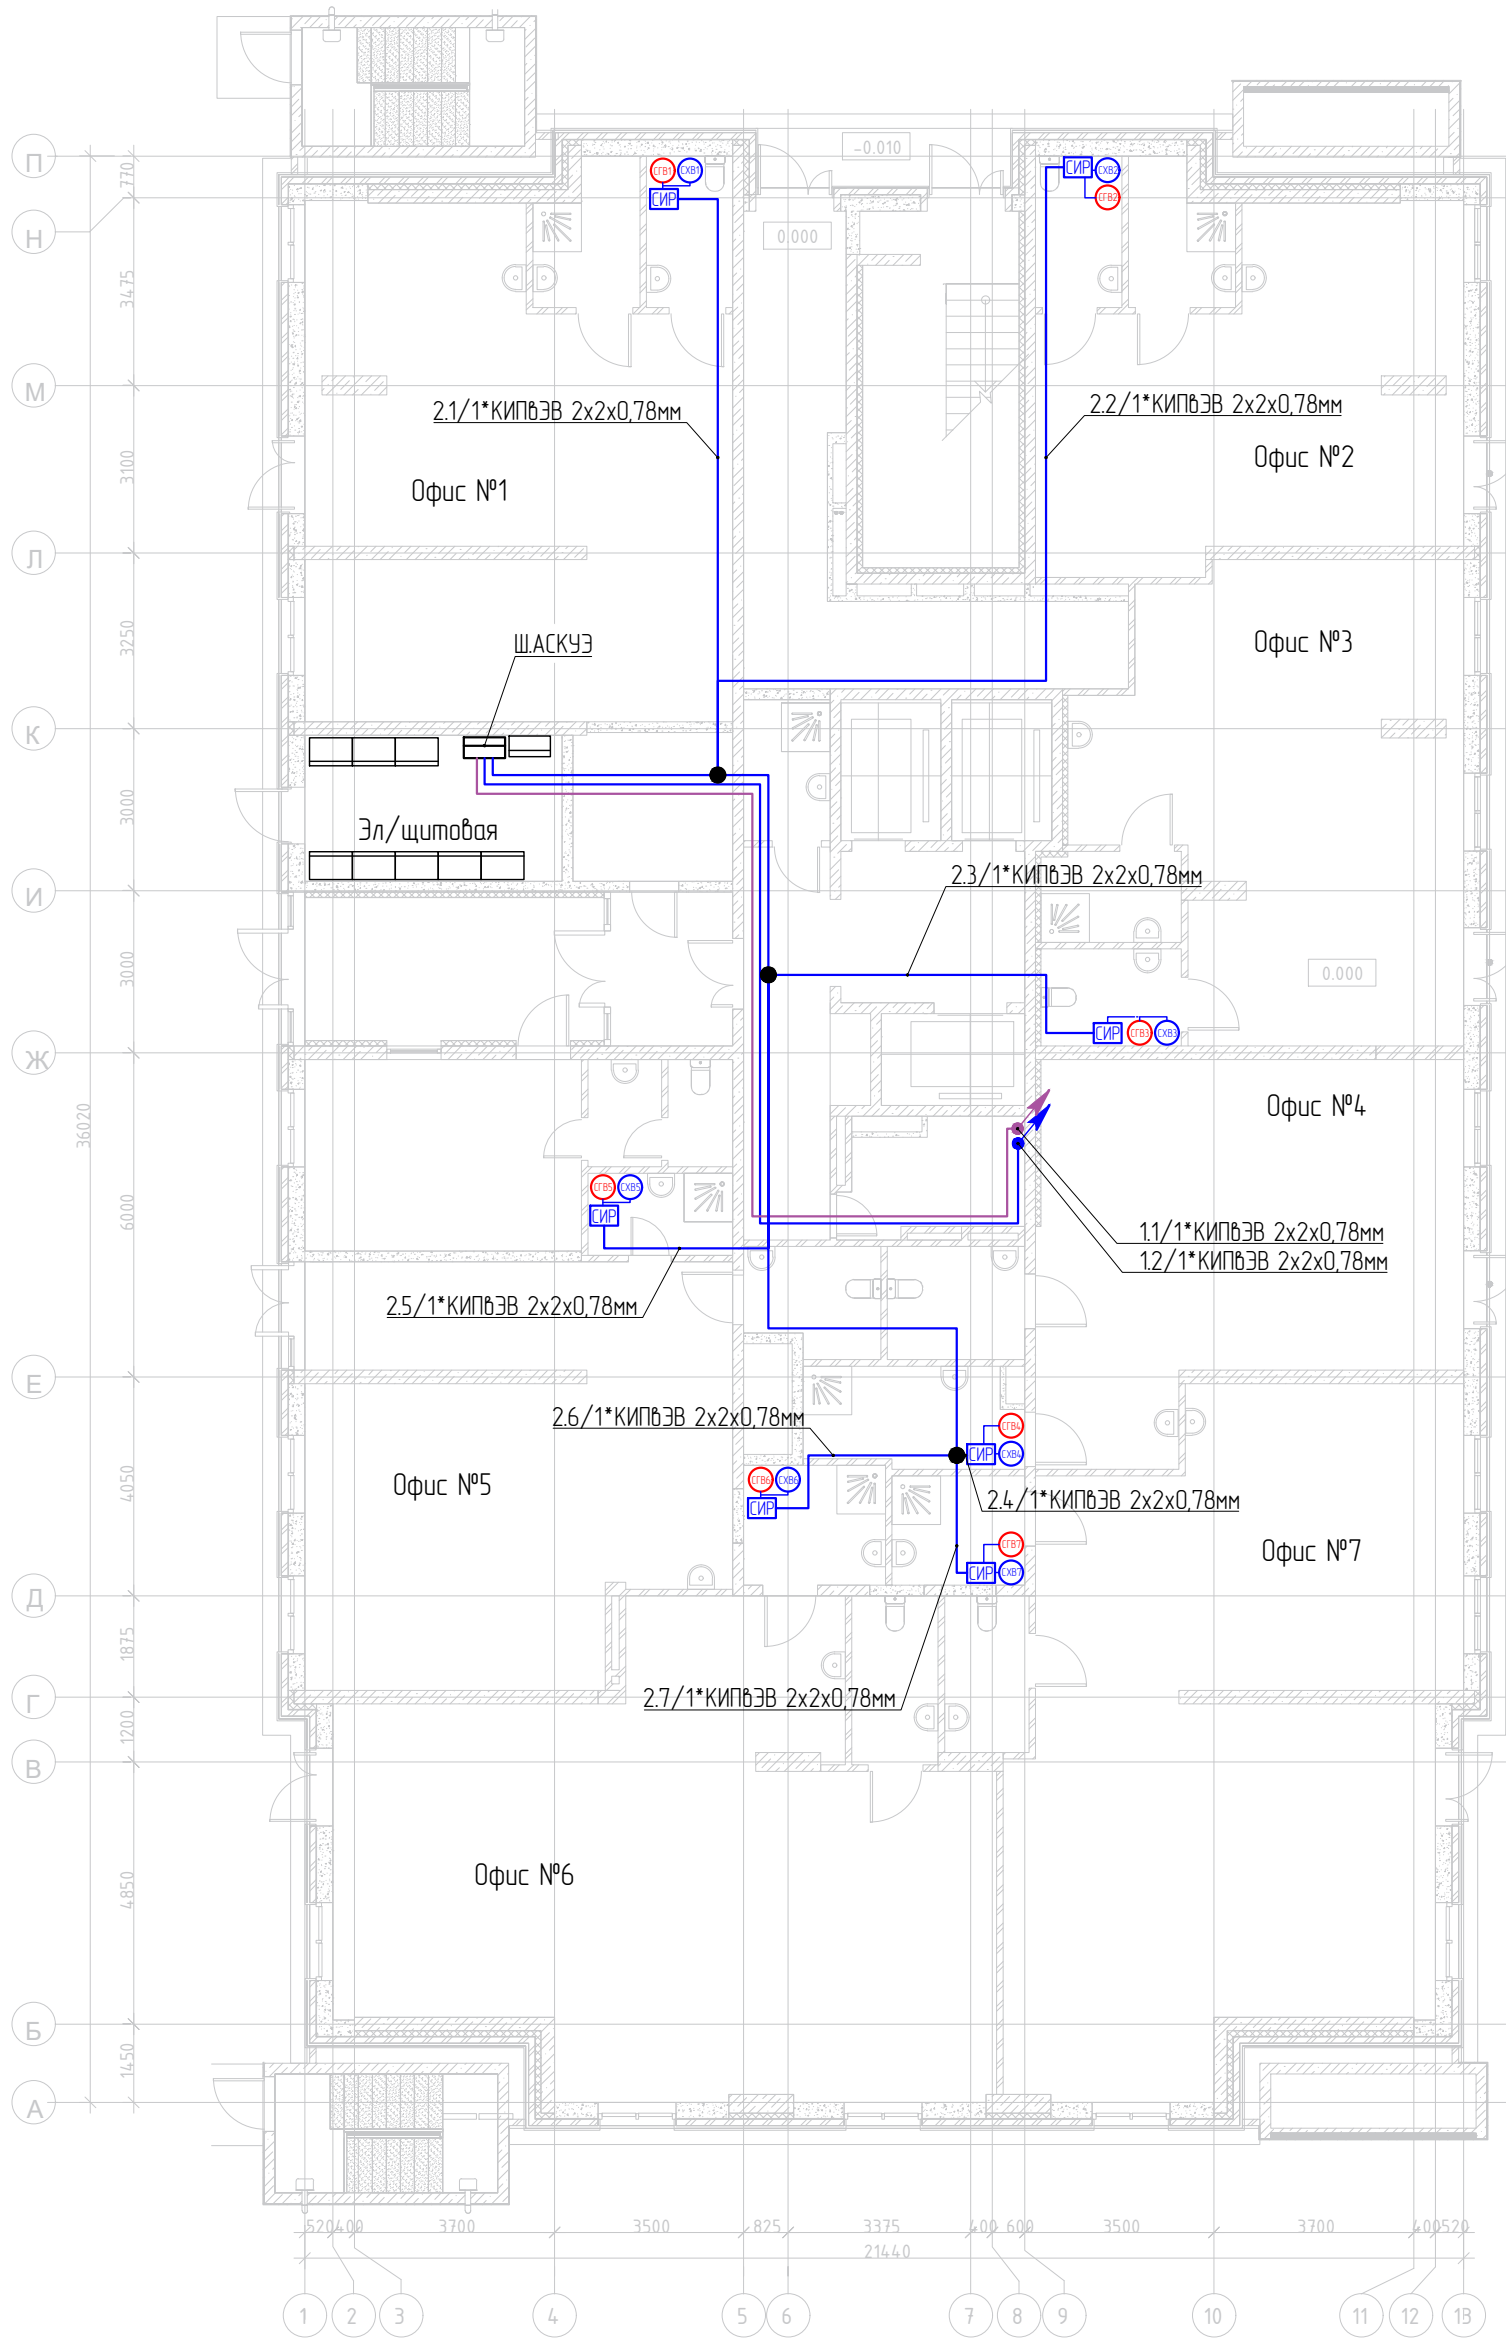 П
770
-0.010
СГВ1
СХВ1
СИР
СИР
СХВ2
СГВ2
Н
0.000
3475
М
2.1/1*КИПвЭВ 2х2х0,78мм
2.2/1*КИПвЭВ 2х2х0,78мм
3100
Офис №1
Офис №2
Л
3250
Ш.АСКУЭ
Офис №3
К
3000
Эл/щитовая
И
2.3/1*КИПвЭВ 2х2х0,78мм
3000
0.000
СИР
СГВ3
СХВ3
Ж
36020
Офис №4
6000
СГВ5
СХВ5
СИР
1.1/1*КИПвЭВ 2х2х0,78мм
1.2/1*КИПвЭВ 2х2х0,78мм
2.5/1*КИПвЭВ 2х2х0,78мм
Е
2.6/1*КИПвЭВ 2х2х0,78мм
СГВ4
СИР
СХВ4
4050
Офис №5
СГВ6
СХВ6
СИР
2.4/1*КИПвЭВ 2х2х0,78мм
СГВ7
СИР
СХВ7
Офис №7
Д
1875
Г
2.7/1*КИПвЭВ 2х2х0,78мм
1200
В
4850
Офис №6
Б
1450
А
520 400 3700 3500 825 3375 400 600 3500 3700 400 520
21440
1 2 3 4 5 6 7 8 9 10 11 12 13